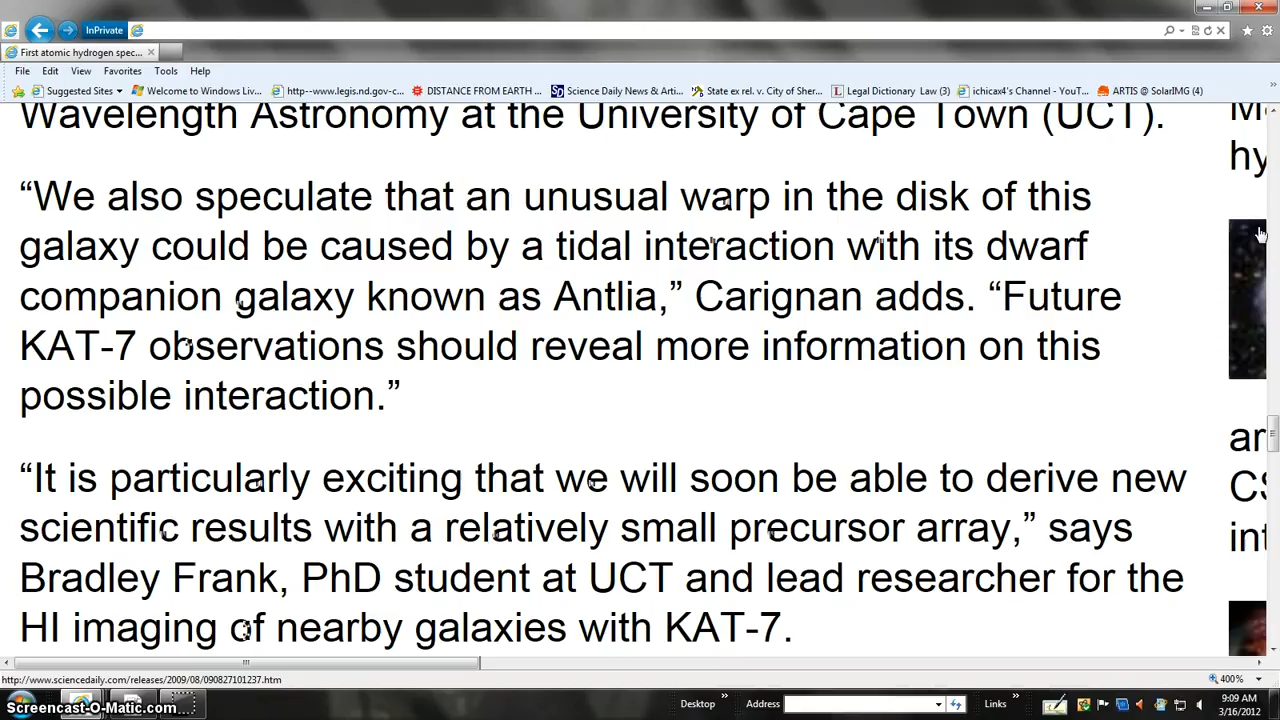 InPrivate
First atomic hydrogen spec...
File Edit View Favorites Tools Help
Suggested Sites Welcome to Windows Liv... http--www.legis.nd.gov-c... DISTANCE FROM EARTH ... Science Daily News & Arti... State ex rel. v. City of Sher... Legal Dictionary Law (3) ichicax4's Channel - YouT... ARTIS @ SolarIMG (4)
Wavelength Astronomy at the University of Cape Town (UCT).
hy
“We also speculate that an unusual warp in the disk of this
galaxy could be caused by a tidal interaction with its dwarf
companion galaxy known as Antlia,” Carignan adds. “Future
KAT-7 observations should reveal more information on this
possible interaction.”
ar
“It is particularly exciting that we will soon be able to derive new
scientific results with a relatively small precursor array,” says
int
Bradley Frank, PhD student at UCT and lead researcher for the
HI imaging of nearby galaxies with KAT-7.
http://www.sciencedaily.com/releases/2009/08/090827101237.htm
400%
Screencast-O-Matic.com
Desktop Address Links
9:09 AM
3/16/2012